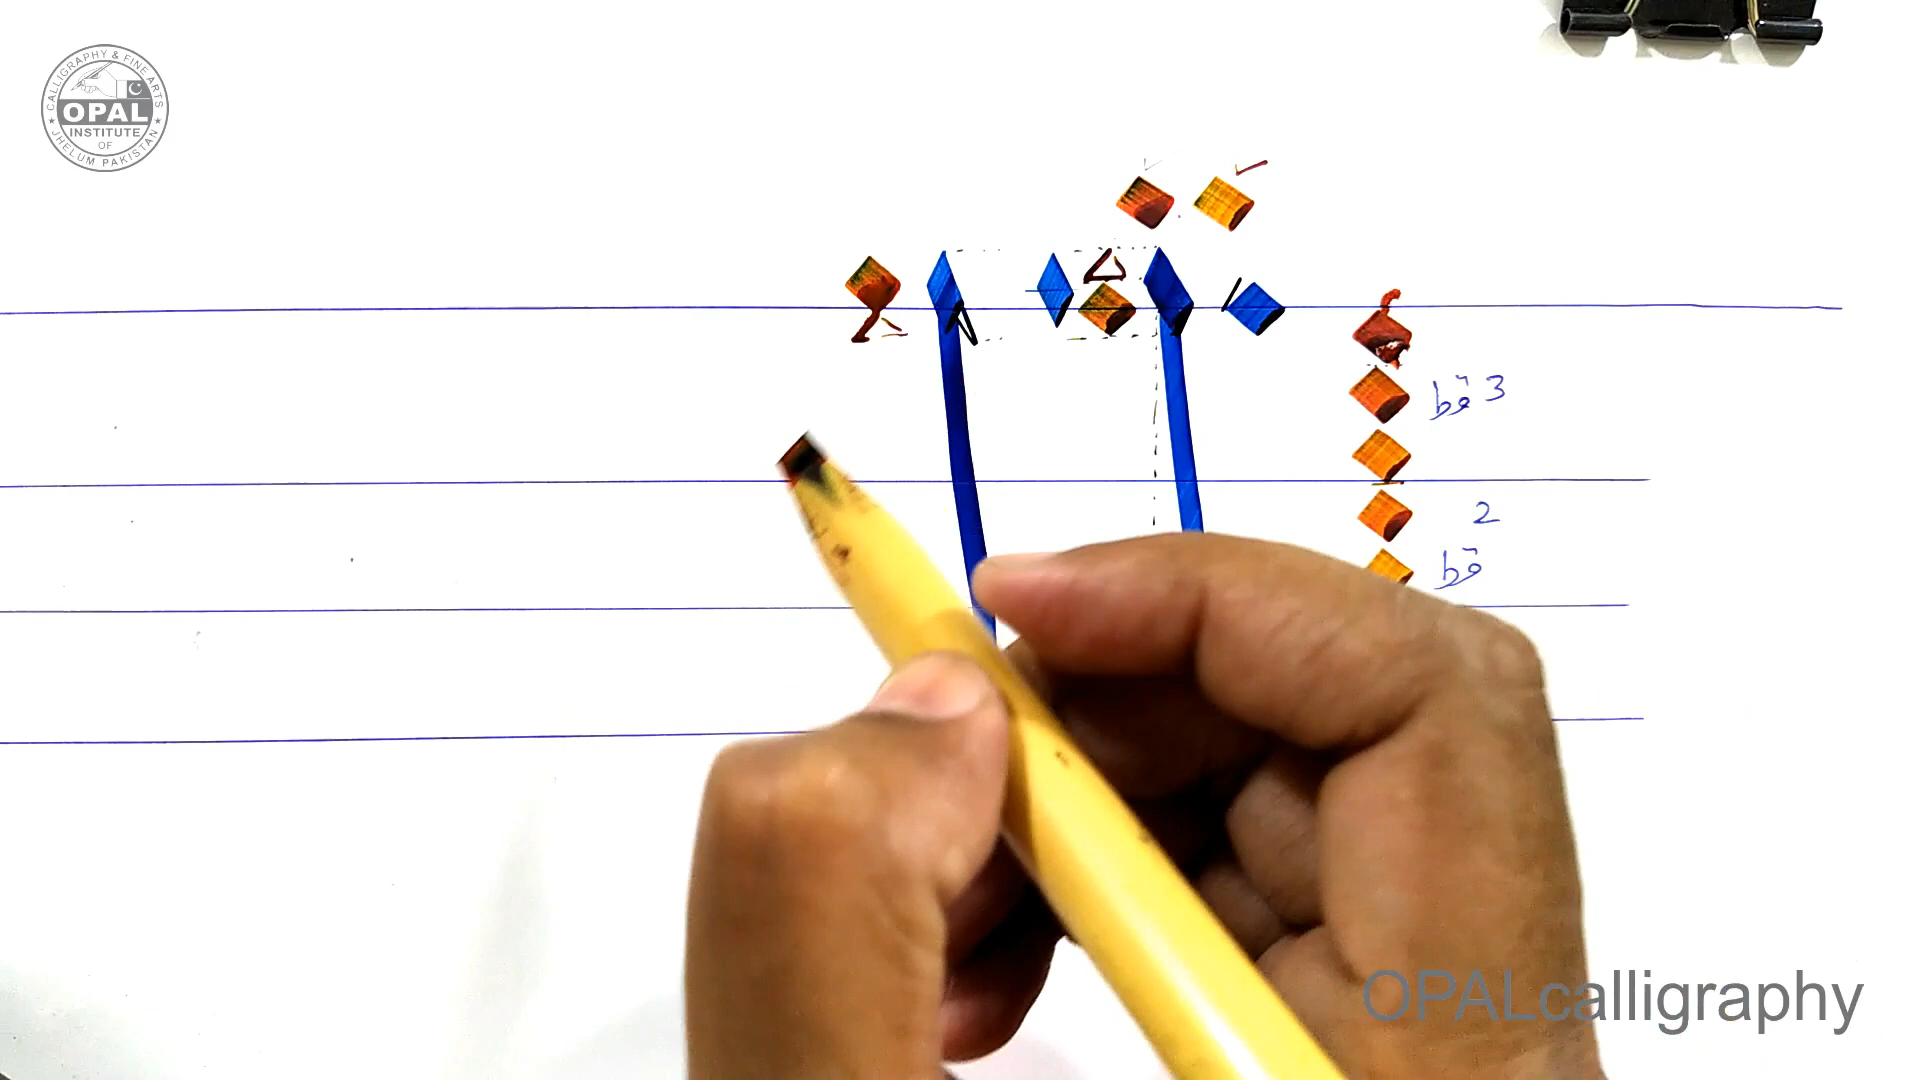 CALLIGRAPHY & FINE ARTS
OPAL
INSTITUTE
OF
JHELUM PAKISTAN
3 قط
2
قط
OPALcalligraphy